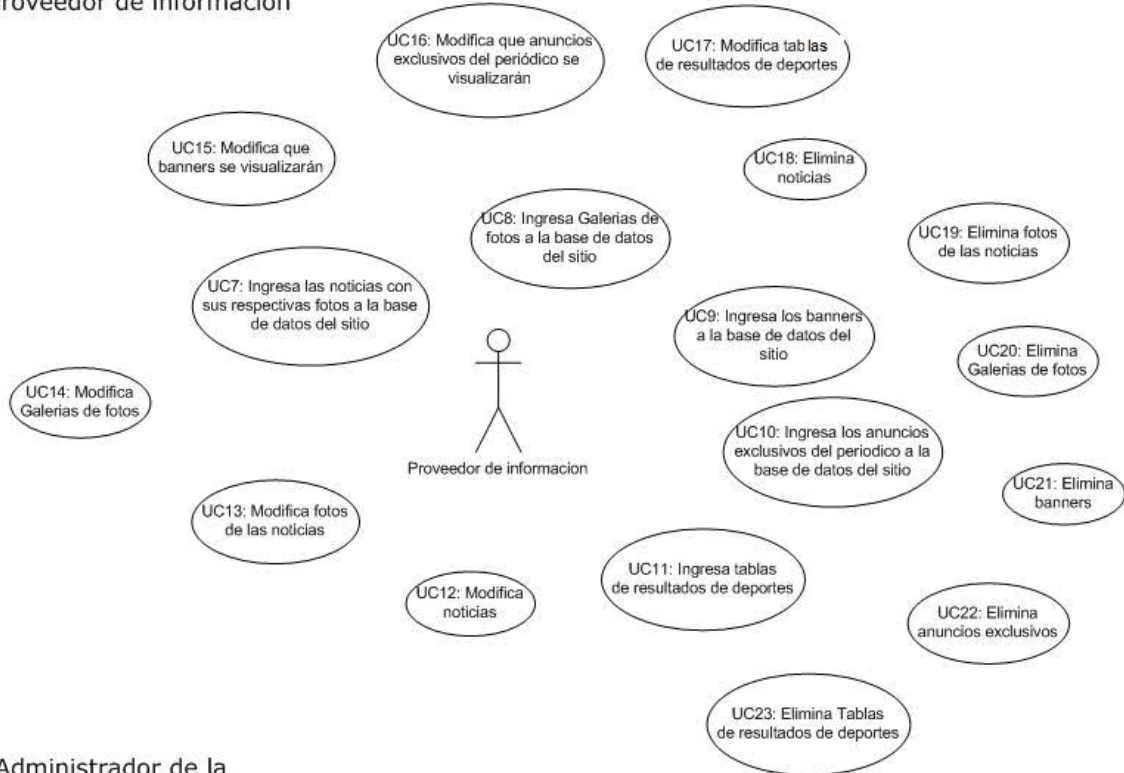 Proveedor de información
UC16: Modifica que anuncios
exclusivos del periódico se
visualizarán
UC17: Modifica tablas
de resultados de deportes
UC15: Modifica que
banners se visualizarán
UC18: Elimina
noticias
UC8: Ingresa Galerias de
fotos a la base de datos
del sitio
UC19: Elimina fotos
de las noticias
UC7: Ingresa las noticias con
sus respectivas fotos a la base
de datos del sitio
UC9: Ingresa los banners
a la base de datos del
sitio
UC20: Elimina
Galerias de fotos
UC14: Modifica
Galerias de fotos
UC10: Ingresa los anuncios
exclusivos del periodico a la
base de datos del sitio
Proveedor de informacion
UC21: Elimina
banners
UC13: Modifica fotos
de las noticias
UC11: Ingresa tablas
de resultados de deportes
UC12: Modifica
noticias
UC22: Elimina
anuncios exclusivos
UC23: Elimina Tablas
de resultados de deportes
Administrador de la